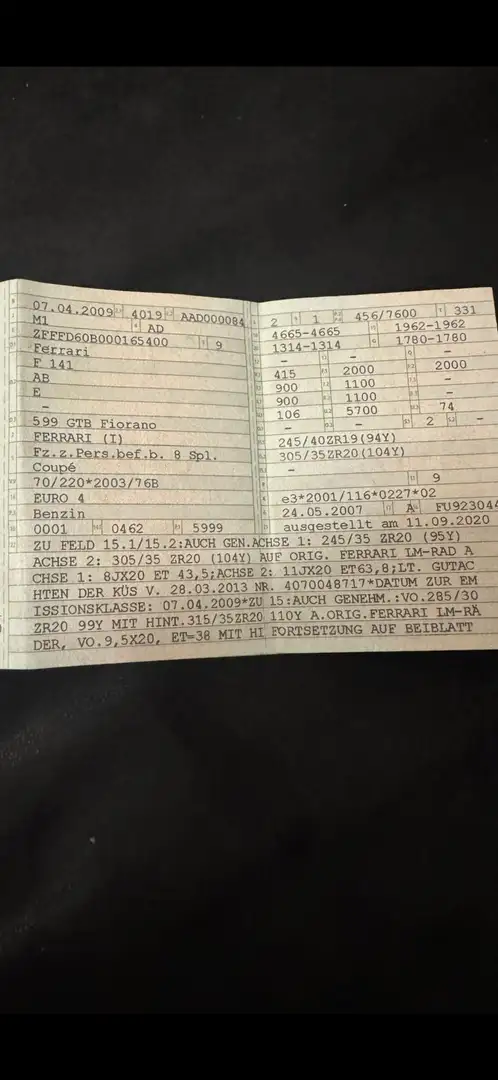 07.04.2009 4019 AAD000084
M1 AD
ZFFFD60B000165400 9
Ferrari
F 141
AB
E
–
599 GTB Fiorano
FERRARI (I)
Fz.z.Pers.bef.b. 8 Spl.
Coupé
70/220*2003/76B
EURO 4
Benzin
0001 0462 5999
2 1 456/7600 331
4665-4665 1962-1962
1314-1314 1780-1780
– – –
415 2000 2000
900 1100 –
900 1100 –
106 5700 74
– – 2 –
245/40ZR19(94Y)
305/35ZR20(104Y)
–
9
e3*2001/116*0227*02
24.05.2007 A FU923044
ausgestellt am 11.09.2020
ZU FELD 15.1/15.2:AUCH GEN.ACHSE 1: 245/35 ZR20 (95Y)
ACHSE 2: 305/35 ZR20 (104Y) AUF ORIG. FERRARI LM-RAD A
CHSE 1: 8JX20 ET 43,5;ACHSE 2: 11JX20 ET63,8;LT. GUTAC
HTEN DER KÜS V. 28.03.2013 NR. 4070048717*DATUM ZUR EM
ISSIONSKLASSE: 07.04.2009*ZU 15:AUCH GENEHM.:VO.285/30
ZR20 99Y MIT HINT.315/35ZR20 110Y A.ORIG.FERRARI LM-RÄ
DER, VO.9,5X20, ET=38 MIT HI FORTSETZUNG AUF BEIBLATT